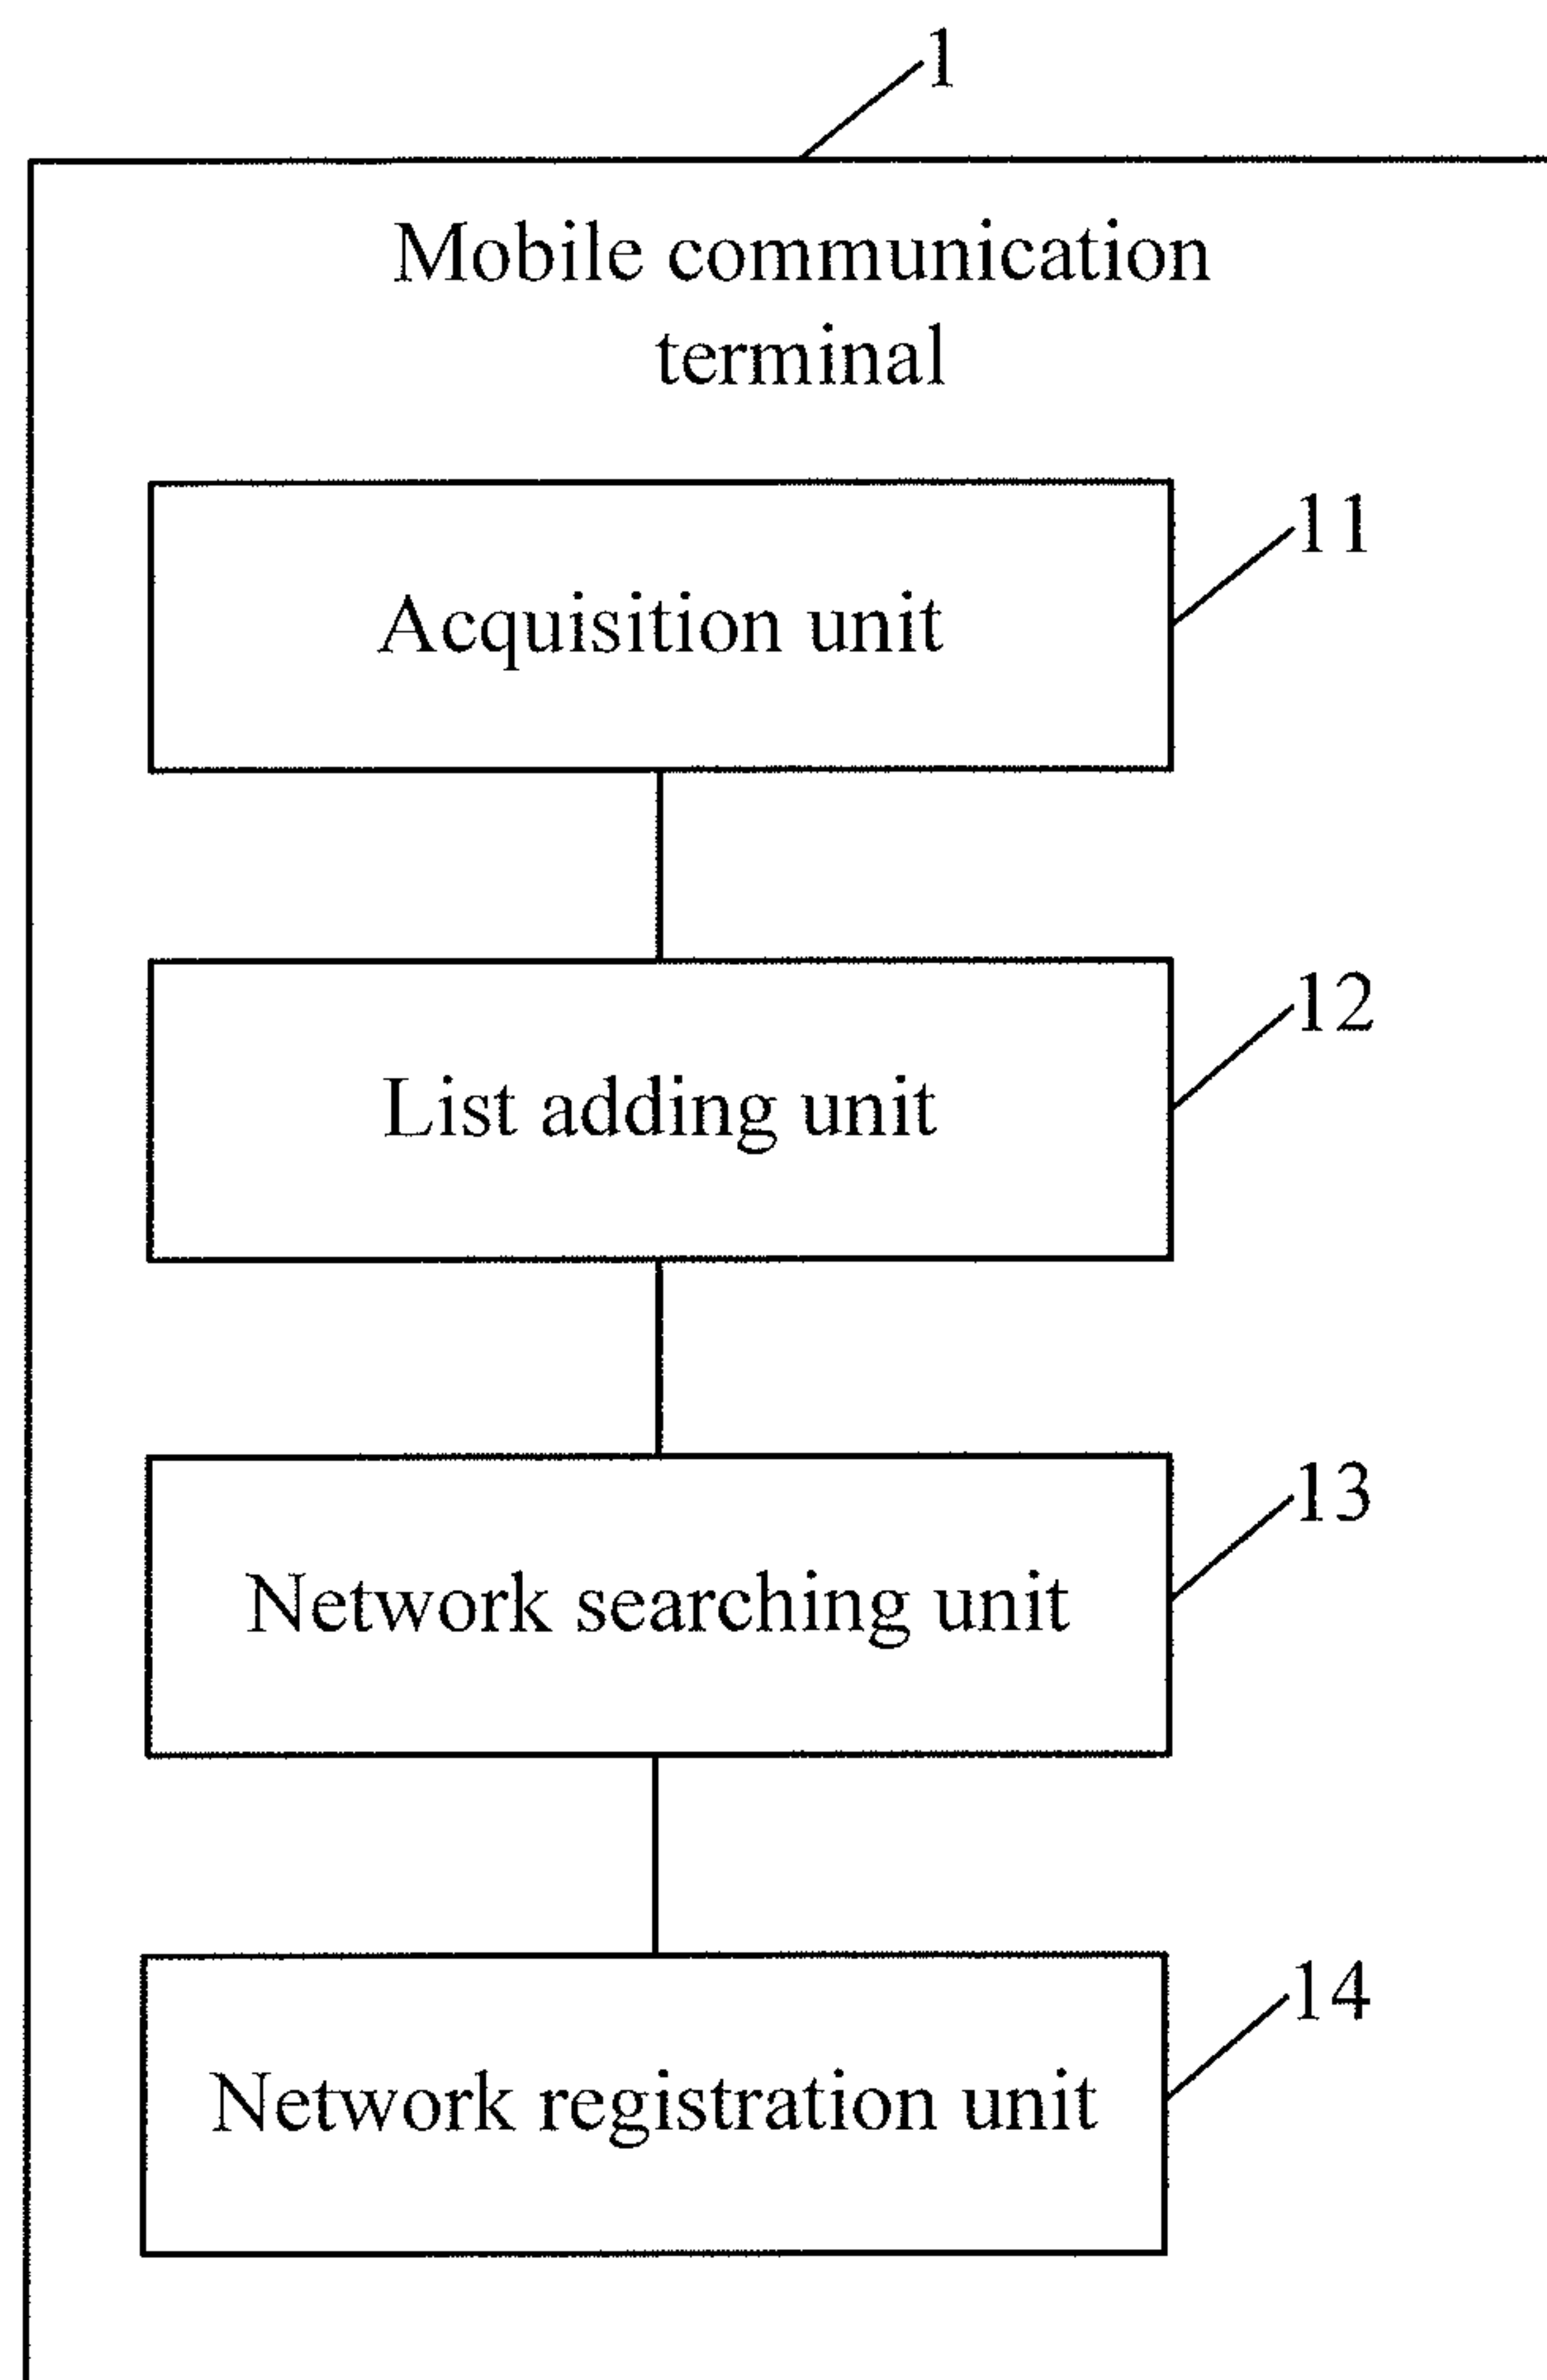 1
Mobile communication
terminal
11
Acquisition unit
12
List adding unit
13
Network searching unit
14
Network registration unit